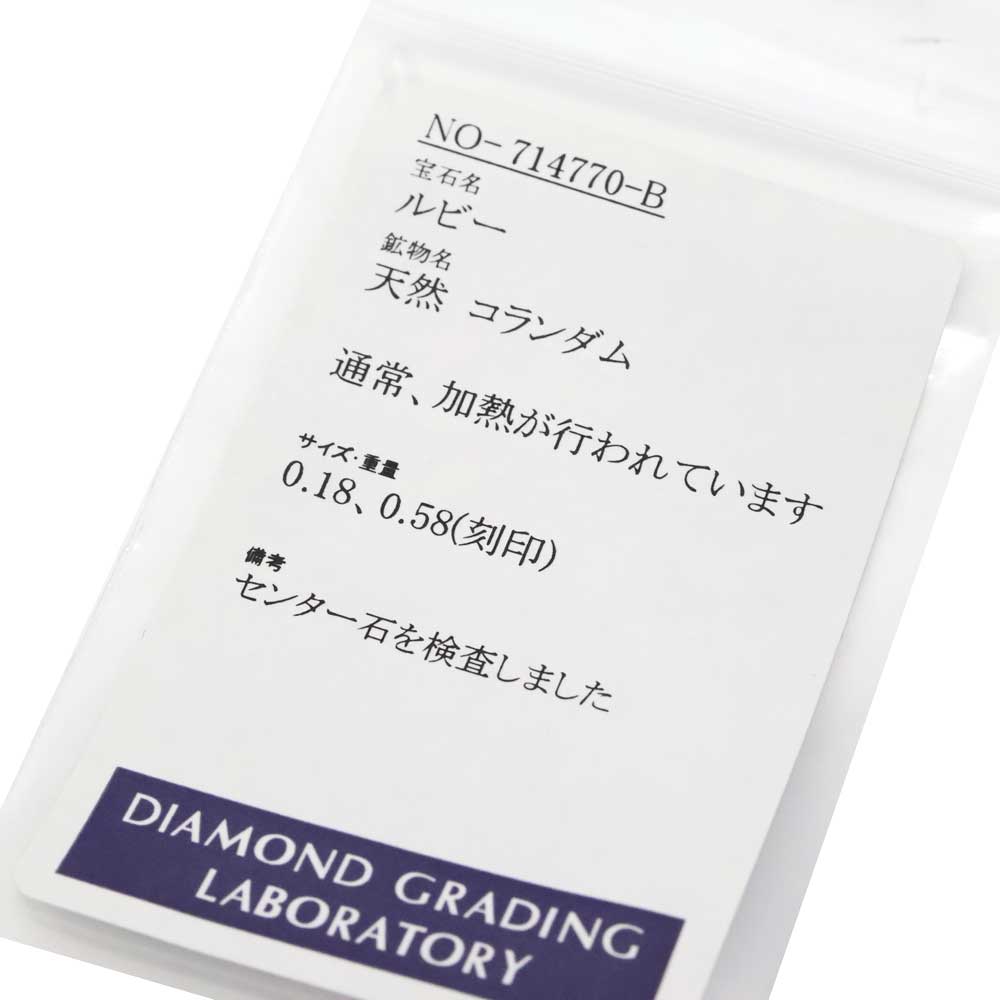 NO-714770-B
宝石名
ルビー
鉱物名
天然 コランダム
通常、加熱が行われています
サイズ・重量
0.18、0.58(刻印)
備考
センター石を検査しました
DIAMOND GRADING
LABORATORY